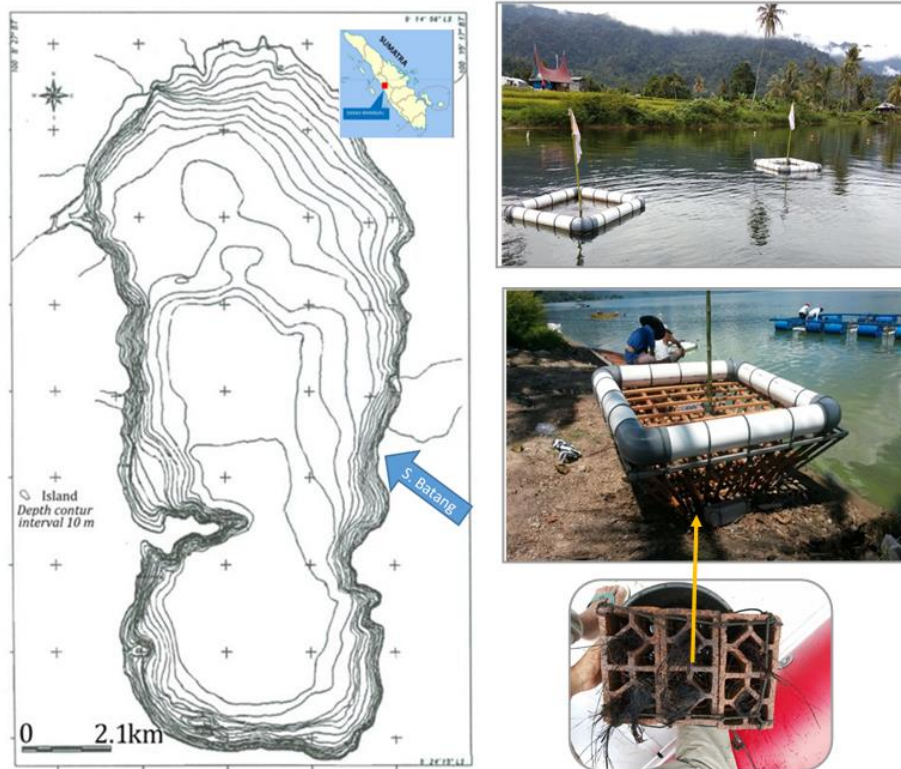 SUMATRA
S. Batang
Island
Depth contur
interval 10 m
0 2.1km